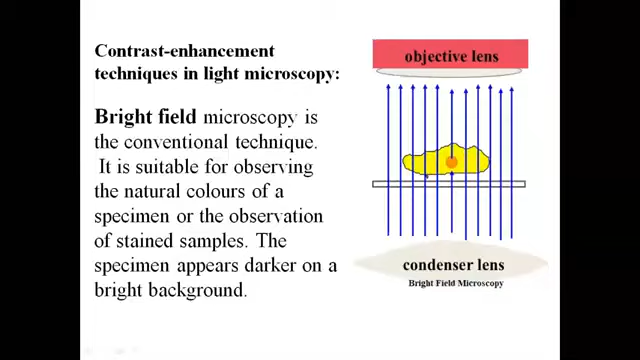 Contrast-enhancement
techniques in light microscopy:
Bright field microscopy is
the conventional technique.
It is suitable for observing
the natural colours of a
specimen or the observation
of stained samples. The
specimen appears darker on a
bright background.
objective lens
condenser lens
Bright Field Microscopy